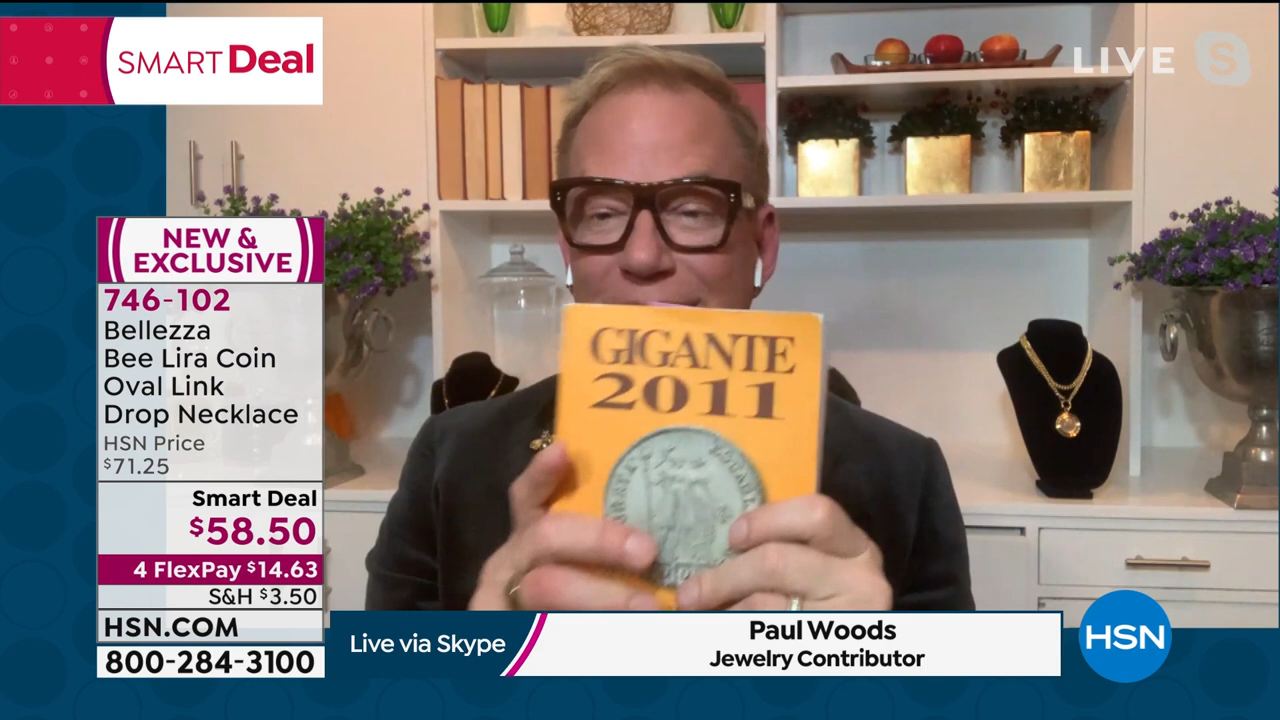 SMART Deal
LIVE S
NEW &
EXCLUSIVE
746-102
Bellezza
Bee Lira Coin
Oval Link
Drop Necklace
HSN Price
$71.25
Smart Deal
$58.50
4 FlexPay $14.63
S&H $3.50
HSN.COM
800-284-3100
GIGANTE
2011
Live via Skype
Paul Woods
Jewelry Contributor
HSN